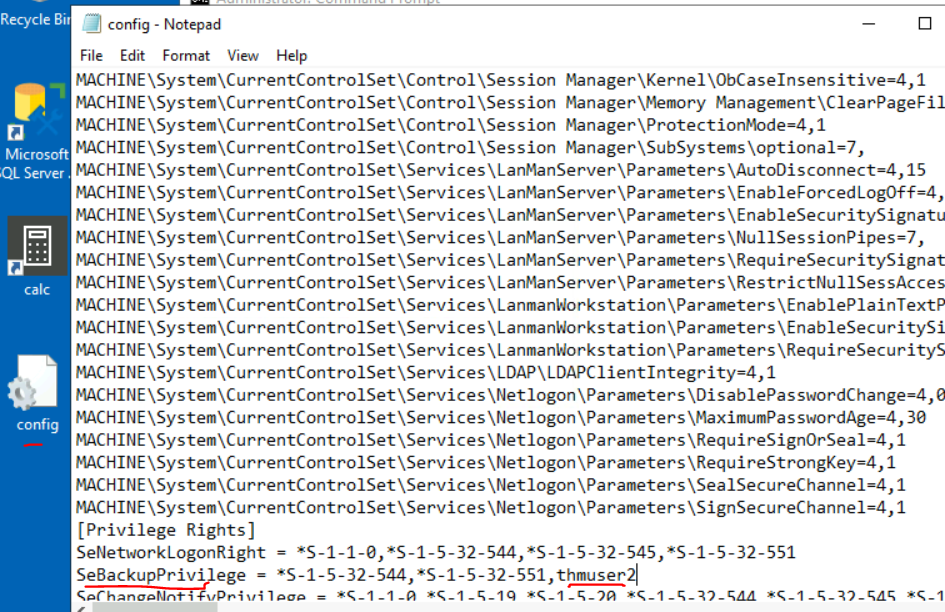 Administrator: Command Prompt
Recycle Bin
config - Notepad
File Edit Format View Help
MACHINE\System\CurrentControlSet\Control\Session Manager\Kernel\ObCaseInsensitive=4,1
MACHINE\System\CurrentControlSet\Control\Session Manager\Memory Management\ClearPageFil
MACHINE\System\CurrentControlSet\Control\Session Manager\ProtectionMode=4,1
MACHINE\System\CurrentControlSet\Control\Session Manager\SubSystems\optional=7,
MACHINE\System\CurrentControlSet\Services\LanManServer\Parameters\AutoDisconnect=4,15
MACHINE\System\CurrentControlSet\Services\LanManServer\Parameters\EnableForcedLogOff=4,
MACHINE\System\CurrentControlSet\Services\LanManServer\Parameters\EnableSecuritySignatu
MACHINE\System\CurrentControlSet\Services\LanManServer\Parameters\NullSessionPipes=7,
MACHINE\System\CurrentControlSet\Services\LanManServer\Parameters\RequireSecuritySignat
MACHINE\System\CurrentControlSet\Services\LanManServer\Parameters\RestrictNullSessAcces
MACHINE\System\CurrentControlSet\Services\LanmanWorkstation\Parameters\EnablePlainTextP
MACHINE\System\CurrentControlSet\Services\LanmanWorkstation\Parameters\EnableSecuritySi
MACHINE\System\CurrentControlSet\Services\LanmanWorkstation\Parameters\RequireSecurityS
MACHINE\System\CurrentControlSet\Services\LDAP\LDAPClientIntegrity=4,1
MACHINE\System\CurrentControlSet\Services\Netlogon\Parameters\DisablePasswordChange=4,0
MACHINE\System\CurrentControlSet\Services\Netlogon\Parameters\MaximumPasswordAge=4,30
MACHINE\System\CurrentControlSet\Services\Netlogon\Parameters\RequireSignOrSeal=4,1
MACHINE\System\CurrentControlSet\Services\Netlogon\Parameters\RequireStrongKey=4,1
MACHINE\System\CurrentControlSet\Services\Netlogon\Parameters\SealSecureChannel=4,1
MACHINE\System\CurrentControlSet\Services\Netlogon\Parameters\SignSecureChannel=4,1
[Privilege Rights]
SeNetworkLogonRight = *S-1-1-0,*S-1-5-32-544,*S-1-5-32-545,*S-1-5-32-551
SeBackupPrivilege = *S-1-5-32-544,*S-1-5-32-551,thmuser2
SeChangeNotifyPrivilege = *S-1-1-0,*S-1-5-19,*S-1-5-20,*S-1-5-32-544,*S-1-5-32-545,*S-1
Microsoft
SQL Server ...
calc
config